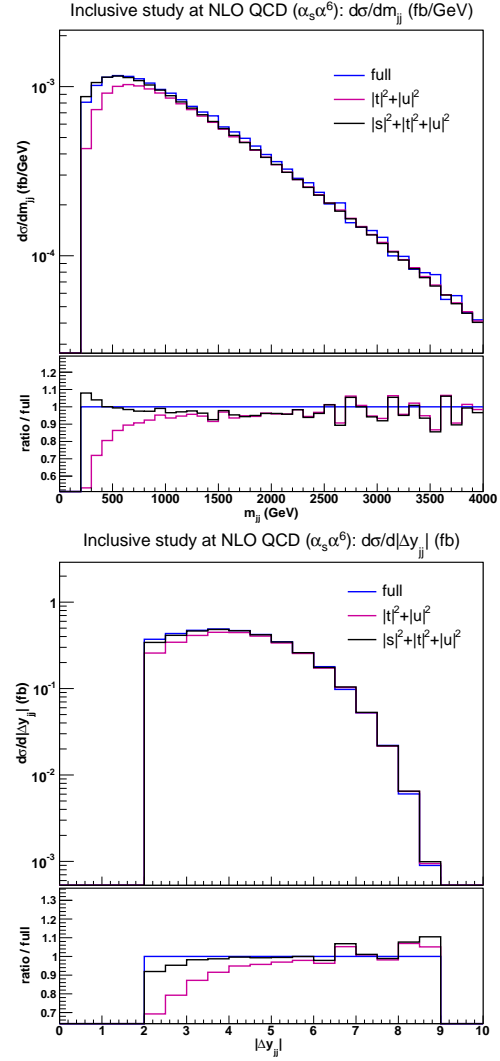 Inclusive study at NLO QCD (αₛα⁶): dσ/dm_jj (fb/GeV)
10⁻³
10⁻⁴
dσ/dm_jj (fb/GeV)
full
|t|²+|u|²
|s|²+|t|²+|u|²
1.2
1.1
1
0.9
0.8
0.7
0.6
ratio / full
0 500 1000 1500 2000 2500 3000 3500 4000
m_jj (GeV)
Inclusive study at NLO QCD (αₛα⁶): dσ/d|Δy_jj| (fb)
1
10⁻¹
10⁻²
10⁻³
dσ/d|Δy_jj| (fb)
full
|t|²+|u|²
|s|²+|t|²+|u|²
1.3
1.2
1.1
1
0.9
0.8
0.7
ratio / full
0 1 2 3 4 5 6 7 8 9 10
|Δy_jj|